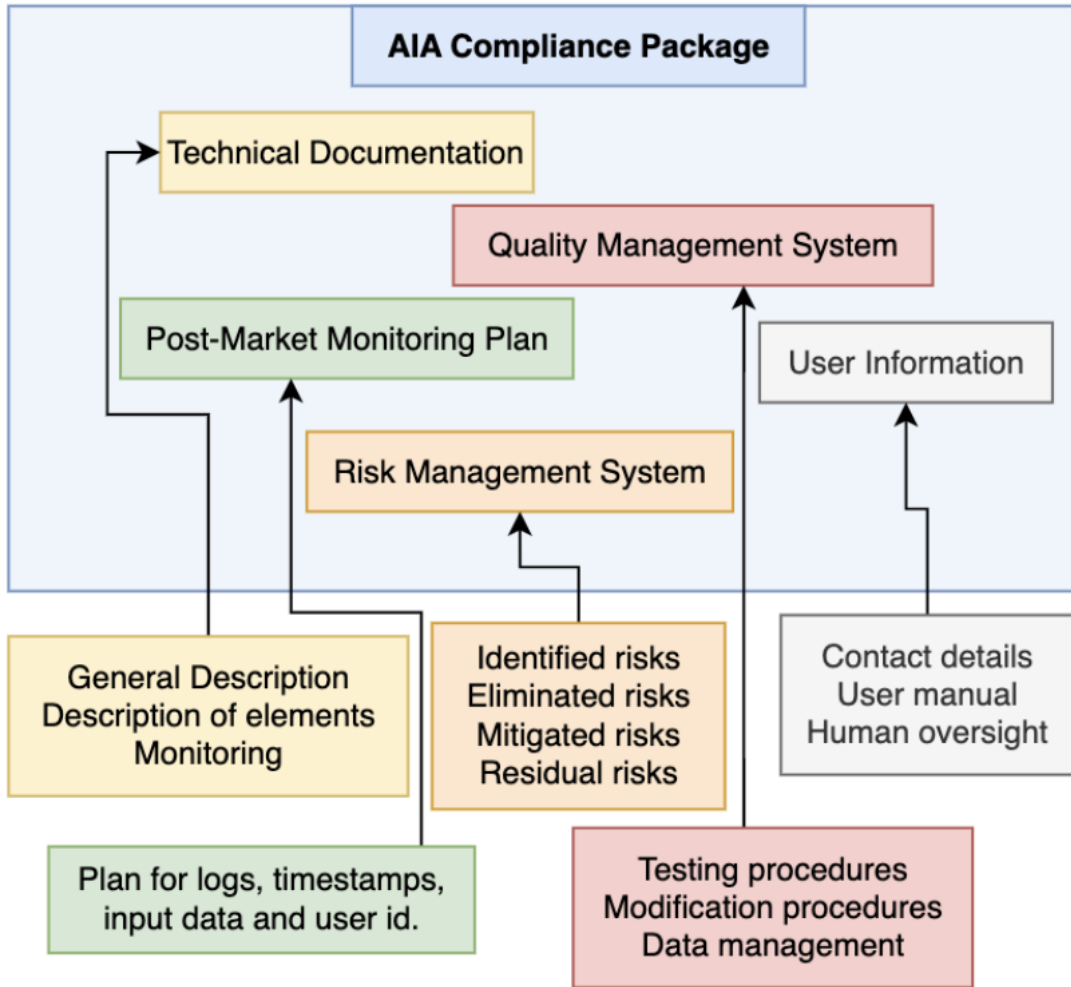 AIA Compliance Package
Technical Documentation
Quality Management System
Post-Market Monitoring Plan
User Information
Risk Management System
General Description
Description of elements
Monitoring
Identified risks
Eliminated risks
Mitigated risks
Residual risks
Contact details
User manual
Human oversight
Plan for logs, timestamps,
input data and user id.
Testing procedures
Modification procedures
Data management